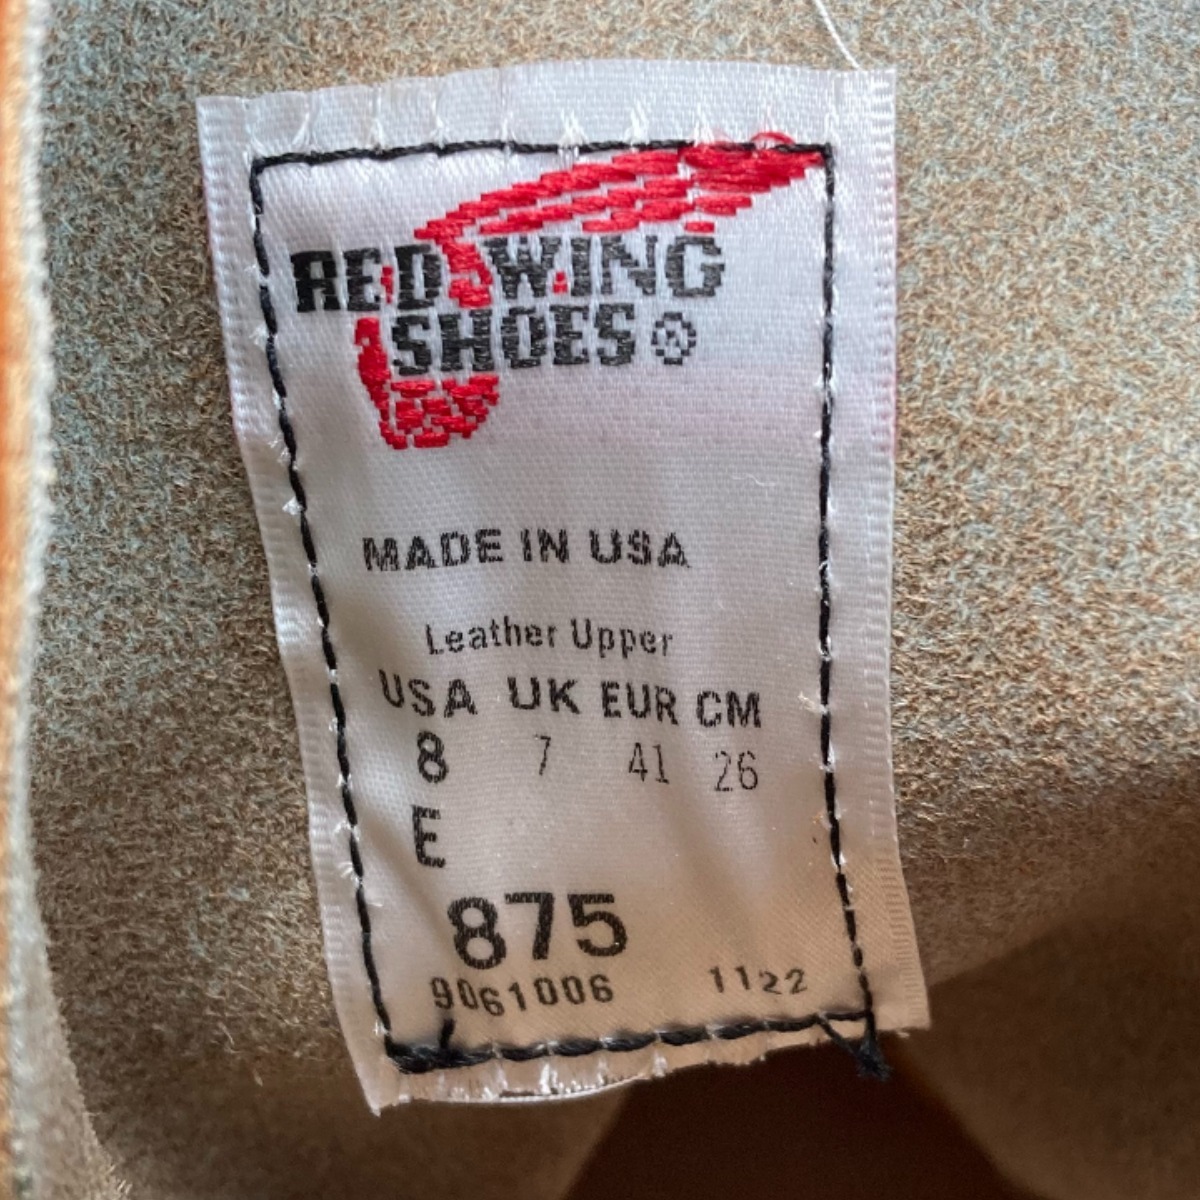 RED WING
SHOES®
MADE IN USA
Leather Upper
USA UK EUR CM
8 7 41 26
E
875
9061006 1122